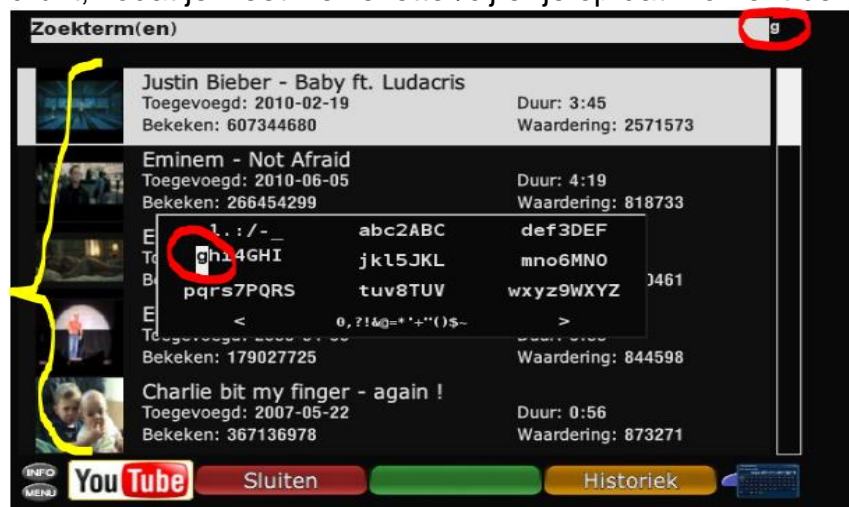 Zoekterm(en) g
Justin Bieber - Baby ft. Ludacris
Toegevoegd: 2010-02-19 Duur: 3:45
Bekeken: 607344680 Waardering: 2571573
Eminem - Not Afraid
Toegevoegd: 2010-06-05 Duur: 4:19
Bekeken: 266454299 Waardering: 818733
1.:/-_ abc2ABC def3DEF
ghi4GHI jkl5JKL mno6MNO
pqrs7PQRS tuv8TUV wxyz9WXYZ
< 0,?!&@=*'+"()$~ >
Bekeken: 179027725 Waardering: 844598
Charlie bit my finger - again !
Toegevoegd: 2007-05-22 Duur: 0:56
Bekeken: 367136978 Waardering: 873271
INFO
MENU
YouTube Sluiten Historiek